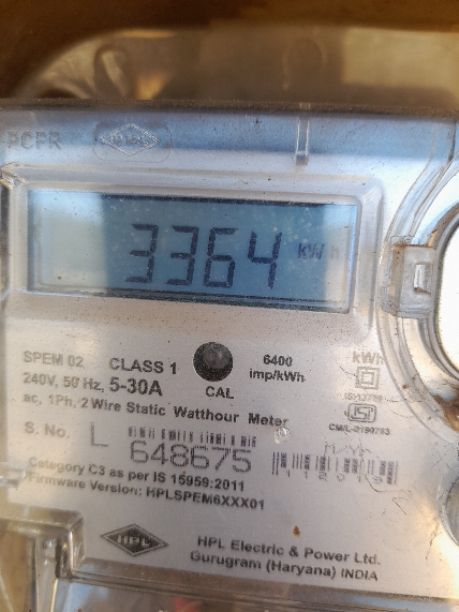 PCPR
3364 kWh
SPEM 02 CLASS 1 6400 kWh
240V, 50 Hz, 5-30A CAL imp/kWh
ac, 1Ph, 2 Wire Static Watthour Meter
S. No. L 648675
Category C3 as per IS 15959:2011
Firmware Version: HPLSPEM6XXX01
HPL HPL Electric & Power Ltd.
Gurugram (Haryana) INDIA